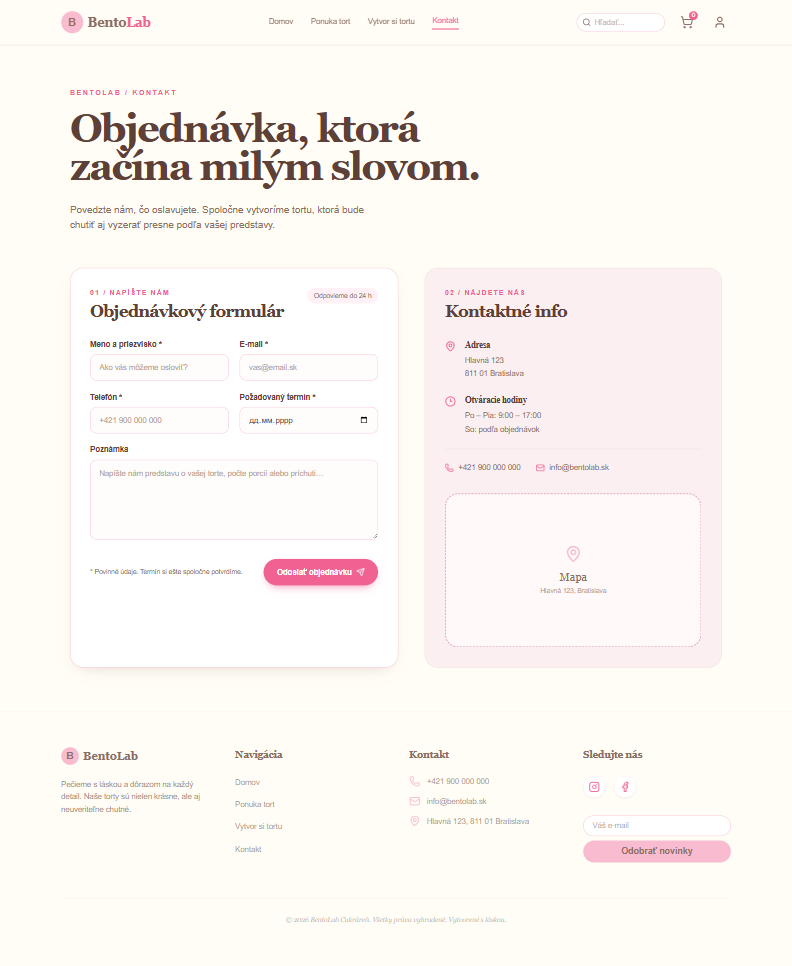 B BentoLab
Domov Ponuka tort Vytvor si tortu Kontakt
Hľadať...
0
BENTOLAB / KONTAKT
Objednávka, ktorá
začína milým slovom.
Povedzte nám, čo oslavujete. Spoločne vytvoríme tortu, ktorá bude
chutiť aj vyzerať presne podľa vašej predstavy.
01 / NAPÍŠTE NÁM
Odpovieme do 24 h
Objednávkový formulár
Meno a priezvisko *
E-mail *
Ako vás môžeme osloviť?
vas@email.sk
Telefón *
Požadovaný termín *
+421 900 000 000
дд.мм.рррр
Poznámka
Napíšte nám predstavu o vašej torte, počte porcií alebo príchuti...
* Povinné údaje. Termín si ešte spoločne potvrdíme.
Odoslať objednávku
02 / NÁJDETE NÁS
Kontaktné info
Adresa
Hlavná 123
811 01 Bratislava
Otváracie hodiny
Po – Pia: 9:00 – 17:00
So: podľa objednávok
+421 900 000 000
info@bentolab.sk
Mapa
Hlavná 123, Bratislava
B BentoLab
Pečieme s láskou a dôrazom na každý
detail. Naše torty sú nielen krásne, ale aj
neuveriteľne chutné.
Navigácia
Domov
Ponuka tort
Vytvor si tortu
Kontakt
Kontakt
+421 900 000 000
info@bentolab.sk
Hlavná 123, 811 01 Bratislava
Sledujte nás
Váš e-mail
Odobrať novinky
© 2026 BentoLab Cukráreň. Všetky práva vyhradené. Vytvorené s láskou.